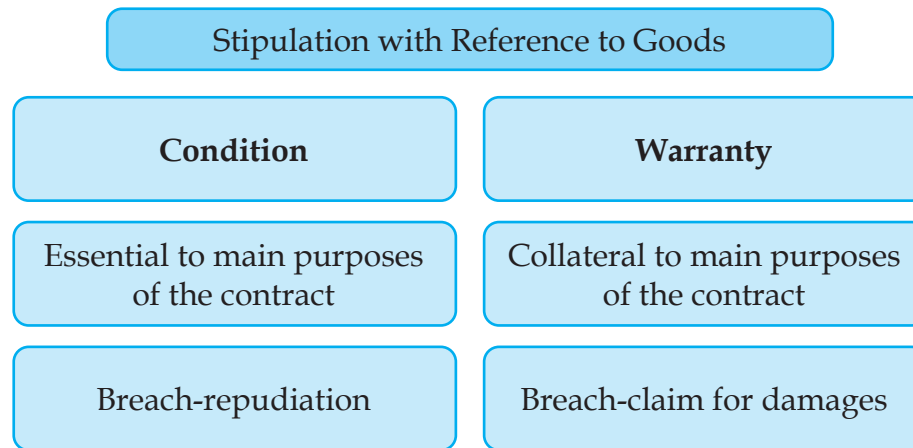 Stipulation with Reference to Goods
Condition
Warranty
Essential to main purposes
of the contract
Collateral to main purposes
of the contract
Breach-repudiation
Breach-claim for damages